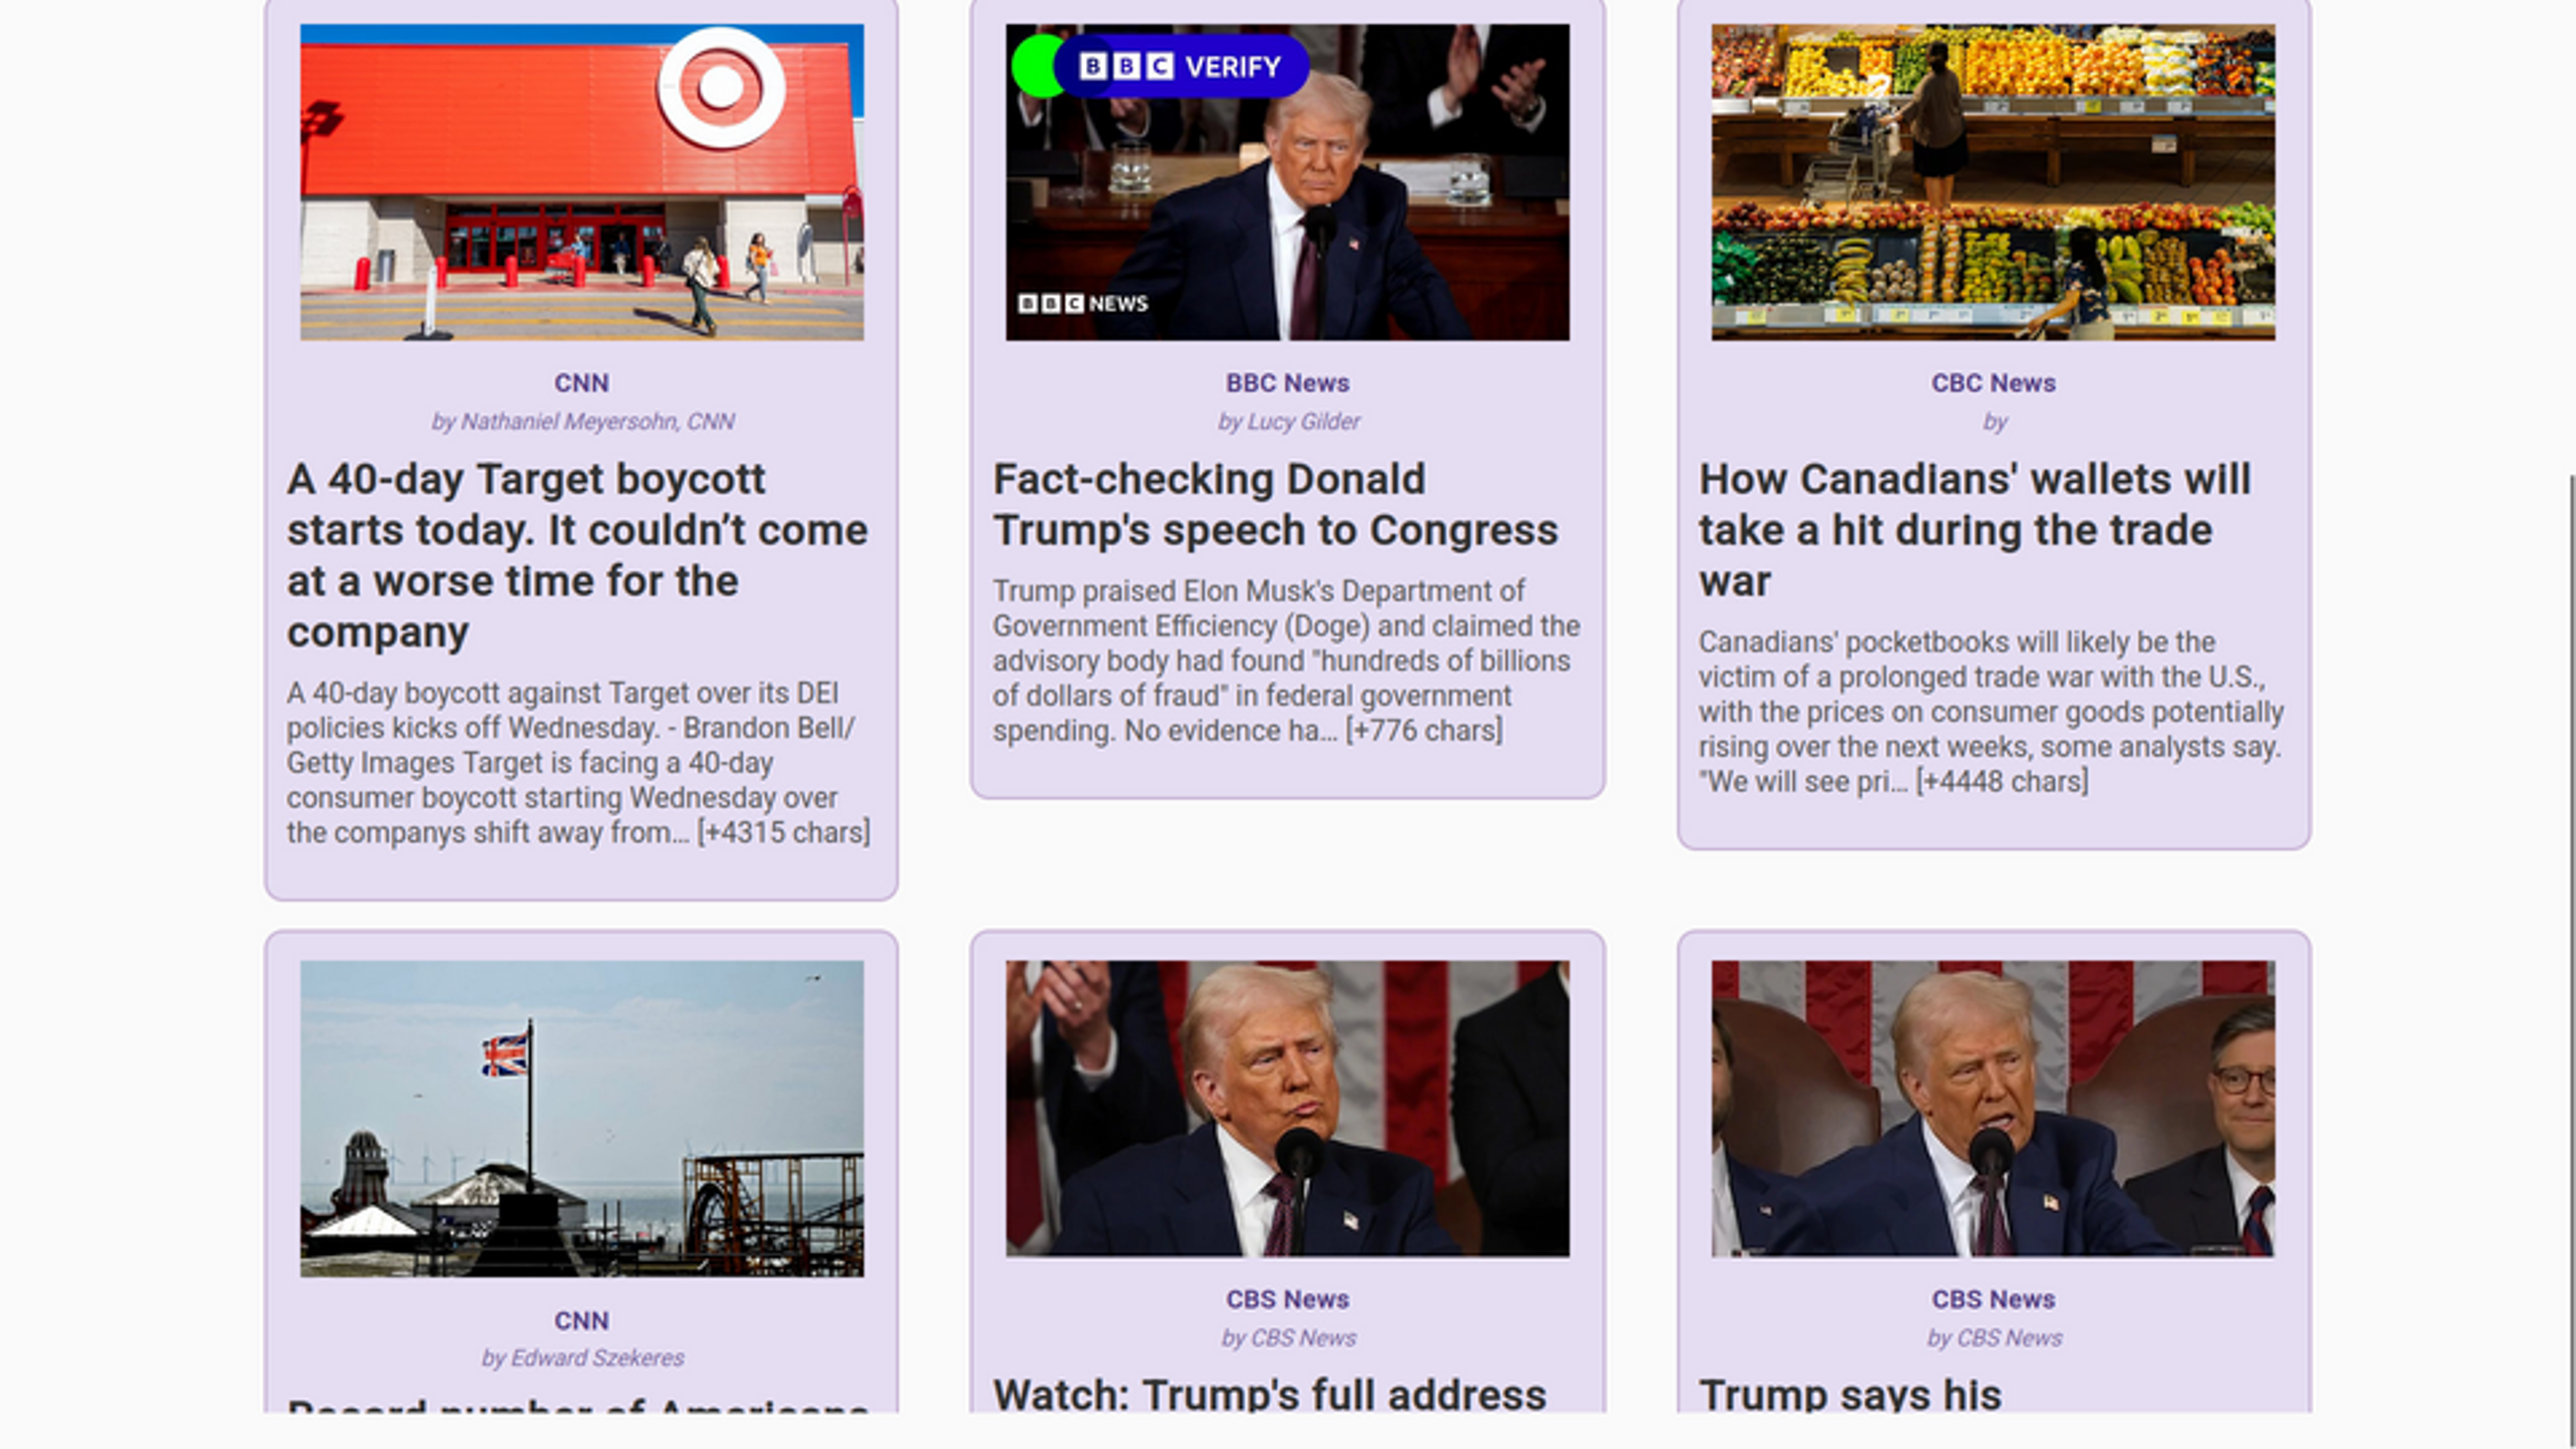 BBC VERIFY
BBC NEWS
CNN
by Nathaniel Meyersohn, CNN
A 40-day Target boycott
starts today. It couldn’t come
at a worse time for the
company
A 40-day boycott against Target over its DEI
policies kicks off Wednesday. - Brandon Bell/
Getty Images Target is facing a 40-day
consumer boycott starting Wednesday over
the companys shift away from… [+4315 chars]
BBC News
by Lucy Gilder
Fact-checking Donald
Trump's speech to Congress
Trump praised Elon Musk's Department of
Government Efficiency (Doge) and claimed the
advisory body had found "hundreds of billions
of dollars of fraud" in federal government
spending. No evidence ha… [+776 chars]
CBC News
by
How Canadians' wallets will
take a hit during the trade
war
Canadians' pocketbooks will likely be the
victim of a prolonged trade war with the U.S.,
with the prices on consumer goods potentially
rising over the next weeks, some analysts say.
"We will see pri… [+4448 chars]
CNN
by Edward Szekeres
Record number of Americans
CBS News
by CBS News
Watch: Trump's full address
CBS News
by CBS News
Trump says his